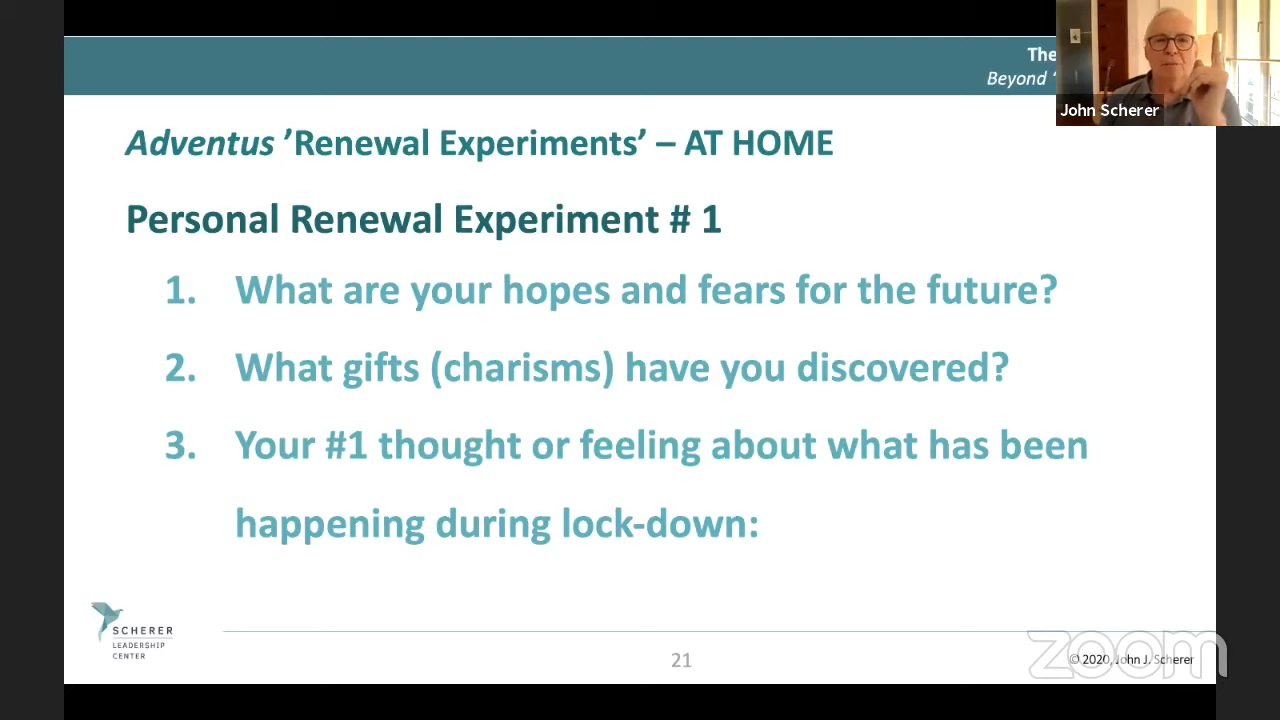 The
Beyond ‘
John Scherer
Adventus ’Renewal Experiments’ – AT HOME
Personal Renewal Experiment # 1
1. What are your hopes and fears for the future?
2. What gifts (charisms) have you discovered?
3. Your #1 thought or feeling about what has been
happening during lock-down:
SCHERER
LEADERSHIP
CENTER
21
© 2020, John J. Scherer
zoom